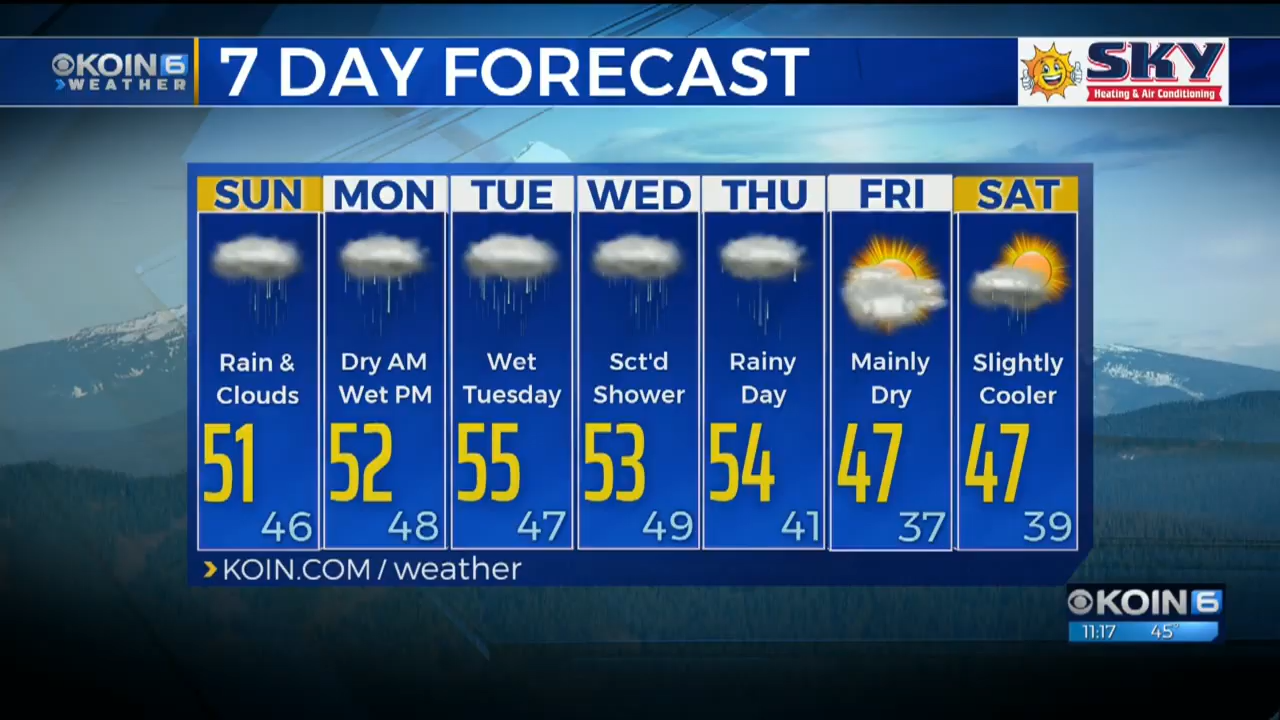 KOIN 6
WEATHER
7 DAY FORECAST
SKY
Heating & Air Conditioning
SUN MON TUE WED THU FRI SAT
Rain &
Clouds
51
46
Dry AM
Wet PM
52
48
Wet
Tuesday
55
47
Sct'd
Shower
53
49
Rainy
Day
54
41
Mainly
Dry
47
37
Slightly
Cooler
47
39
KOIN.COM / weather
KOIN 6
11:17 45°